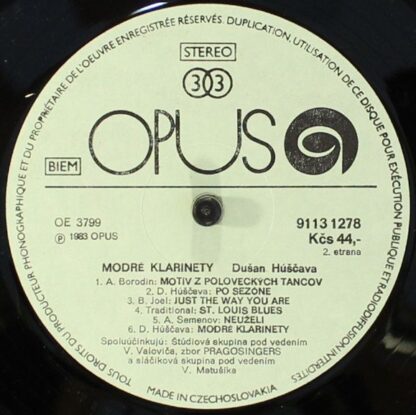 STEREO
33
OPUS
BIEM
OE 3799
℗ 1983 OPUS
9113 1278
Kčs 44,-
2. strana
MODRÉ KLARINETY Dušan Húščava
1. A. Borodin: MOTÍV Z POLOVECKÝCH TANCOV
2. D. Húščava: PO SEZÓNE
3. B. Joel: JUST THE WAY YOU ARE
4. Traditional: ST. LOUIS BLUES
5. A. Semenov: NEUŽELI
6. D. Húščava: MODRÉ KLARINETY
Spoluúčinkujú: Štúdiová skupina pod vedením
V. Valoviča, zbor PRAGOSINGERS
a sláčiková skupina pod vedením
V. Matušíka
MADE IN CZECHOSLOVAKIA
TOUS DROITS DU PRODUCTEUR PHONOGRAPHIQUE ET DU PROPRIÉTAIRE DE L'OEUVRE ENREGISTRÉE RÉSERVÉS. DUPLICATION, UTILISATION DE CE DISQUE POUR EXÉCUTION PUBLIQUE ET RADIODIFFUSION INTERDITES